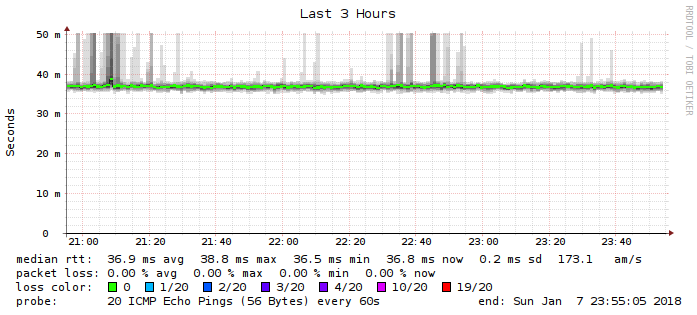 Last 3 Hours
RRDTOOL / TOBI OETIKER
Seconds
50 m
40 m
30 m
20 m
10 m
0
21:00 21:20 21:40 22:00 22:20 22:40 23:00 23:20 23:40
median rtt: 36.9 ms avg 38.8 ms max 36.5 ms min 36.8 ms now 0.2 ms sd 173.1 am/s
packet loss: 0.00 % avg 0.00 % max 0.00 % min 0.00 % now
loss color: 0 1/20 2/20 3/20 4/20 10/20 19/20
probe: 20 ICMP Echo Pings (56 Bytes) every 60s end: Sun Jan 7 23:55:05 2018